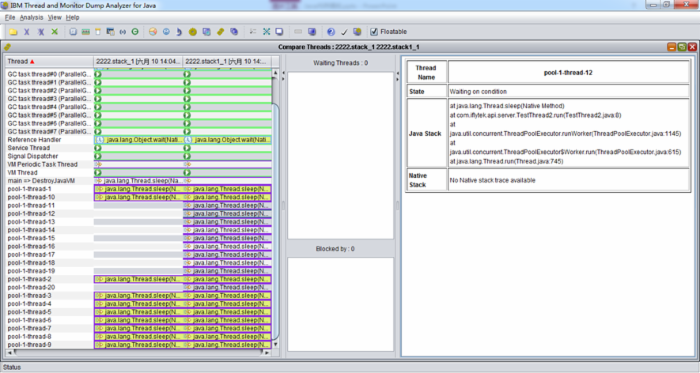 IBM Thread and Monitor Dump Analyzer for Java
File Analysis View Help
Floatable
Compare Threads : 2222.stack_1 2222.stack1_1
Thread 2222.stack_1 [六月 10 14:04... 2222.stack1_1 [六月 10 14:...
GC task thread#0 (ParallelG...
GC task thread#1 (ParallelG...
GC task thread#2 (ParallelG...
GC task thread#3 (ParallelG...
GC task thread#4 (ParallelG...
GC task thread#5 (ParallelG...
GC task thread#6 (ParallelG...
GC task thread#7 (ParallelG...
Reference Handler java.lang.Object.wait(Nati... java.lang.Object.wait(Nati...
Service Thread
Signal Dispatcher
VM Periodic Task Thread
VM Thread
main => DestroyJavaVM java.lang.Thread.sleep(Na...
pool-1-thread-1 java.lang.Thread.sleep(N... java.lang.Thread.sleep(N...
pool-1-thread-10 java.lang.Thread.sleep(N... java.lang.Thread.sleep(N...
pool-1-thread-11 java.lang.Thread.sleep(N...
pool-1-thread-12 java.lang.Thread.sleep(N...
pool-1-thread-13 java.lang.Thread.sleep(N...
pool-1-thread-14 java.lang.Thread.sleep(N...
pool-1-thread-15 java.lang.Thread.sleep(N...
pool-1-thread-16 java.lang.Thread.sleep(N...
pool-1-thread-17 java.lang.Thread.sleep(N...
pool-1-thread-18 java.lang.Thread.sleep(N...
pool-1-thread-19 java.lang.Thread.sleep(N...
pool-1-thread-2 java.lang.Thread.sleep(N... java.lang.Thread.sleep(N...
pool-1-thread-20 java.lang.Thread.sleep(N...
pool-1-thread-3 java.lang.Thread.sleep(N... java.lang.Thread.sleep(N...
pool-1-thread-4 java.lang.Thread.sleep(N... java.lang.Thread.sleep(N...
pool-1-thread-5 java.lang.Thread.sleep(N... java.lang.Thread.sleep(N...
pool-1-thread-6 java.lang.Thread.sleep(N... java.lang.Thread.sleep(N...
pool-1-thread-7 java.lang.Thread.sleep(N... java.lang.Thread.sleep(N...
pool-1-thread-8 java.lang.Thread.sleep(N... java.lang.Thread.sleep(N...
pool-1-thread-9 java.lang.Thread.sleep(N... java.lang.Thread.sleep(N...
Waiting Threads : 0
Blocked by : 0
Thread Name pool-1-thread-12
State Waiting on condition
Java Stack
at java.lang.Thread.sleep(Native Method)
at com.iflytek.api.server.TestThread2.run(TestThread2.java:8)
at
java.util.concurrent.ThreadPoolExecutor.runWorker(ThreadPoolExecutor.java:1145)
at
java.util.concurrent.ThreadPoolExecutor$Worker.run(ThreadPoolExecutor.java:615)
at java.lang.Thread.run(Thread.java:745)
Native Stack No Native stack trace available
Status